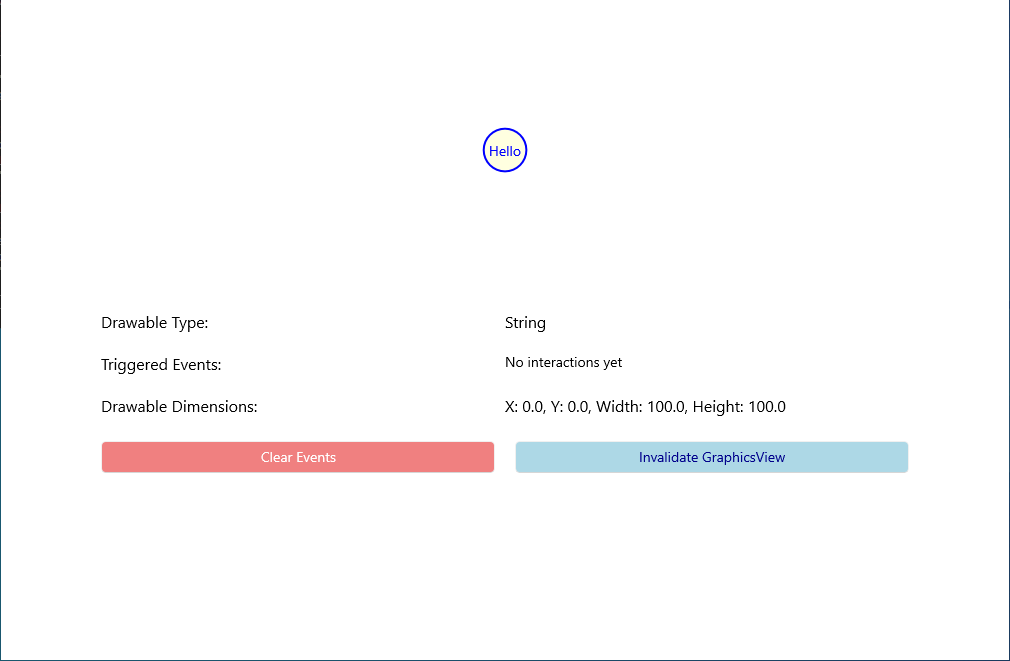 Hello
Drawable Type: String
Triggered Events: No interactions yet
Drawable Dimensions: X: 0.0, Y: 0.0, Width: 100.0, Height: 100.0
Clear Events Invalidate GraphicsView